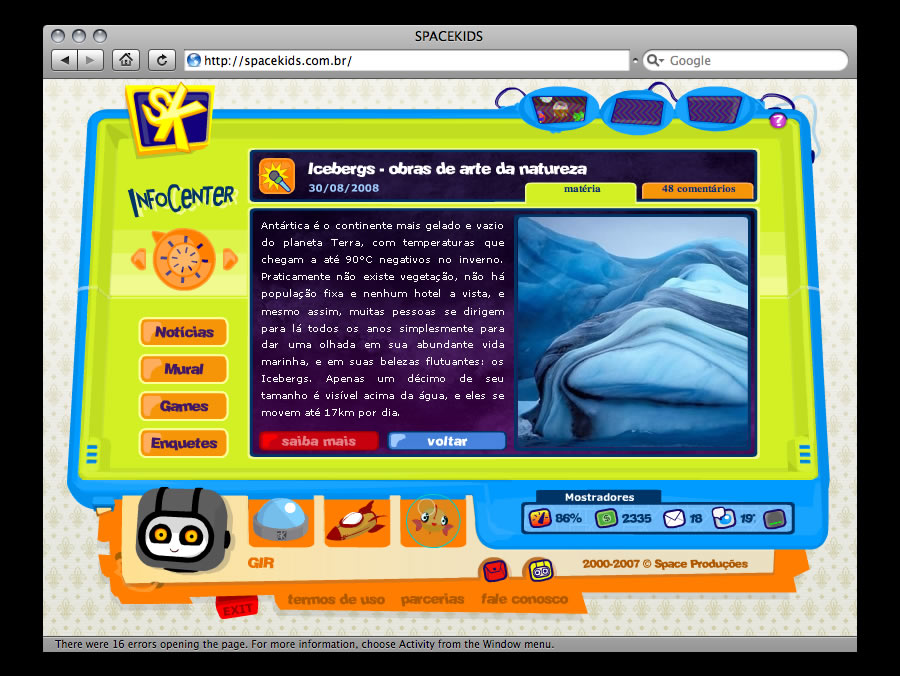 SPACEKIDS
http://spacekids.com.br/
Google
?
INFOCENTER
Icebergs - obras de arte da natureza
30/08/2008
matéria
48 comentários
Antártica é o continente mais gelado e vazio
do planeta Terra, com temperaturas que
chegam a até 90ºC negativos no inverno.
Praticamente não existe vegetação, não há
população fixa e nenhum hotel a vista, e
mesmo assim, muitas pessoas se dirigem
para lá todos os anos simplesmente para
dar uma olhada em sua abundante vida
marinha, e em suas belezas flutuantes: os
Icebergs. Apenas um décimo de seu
tamanho é visível acima da água, e eles se
movem até 17km por dia.
saiba mais
voltar
Notícias
Mural
Games
Enquetes
Mostradores
86%
2335
18
GIR
2000-2007 © Space Produções
EXIT
termos de uso
parcerias
fale conosco
There were 16 errors opening the page. For more information, choose Activity from the Window menu.